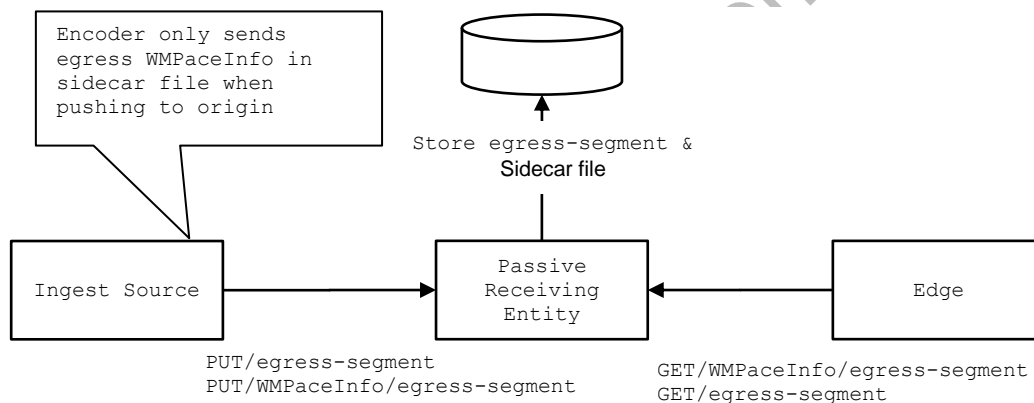 Encoder only sends
egress WMPaceInfo in
sidecar file when
pushing to origin
Store egress-segment &
Sidecar file
Ingest Source
Passive
Receiving
Entity
Edge
PUT/egress-segment
PUT/WMPaceInfo/egress-segment
GET/WMPaceInfo/egress-segment
GET/egress-segment